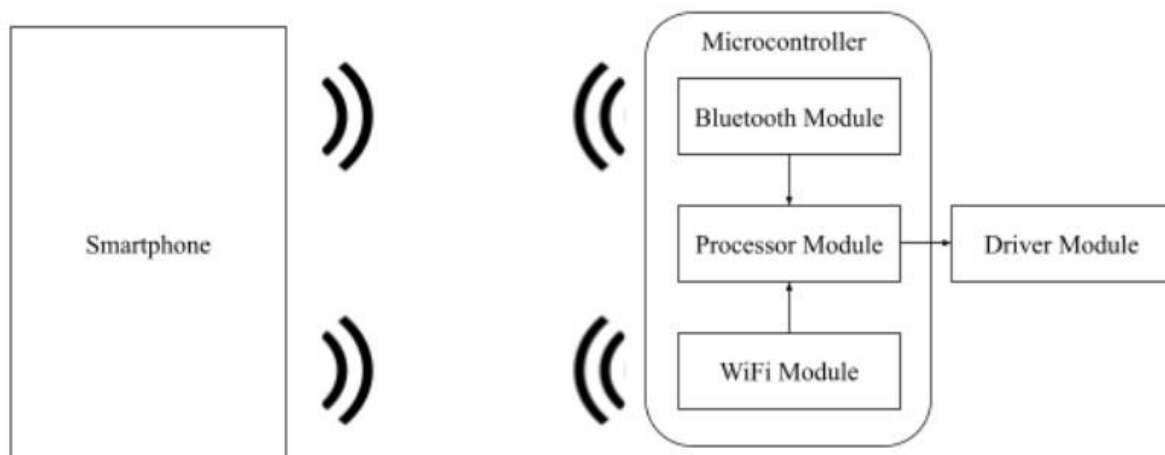 Smartphone
Microcontroller
Bluetooth Module
Processor Module
Driver Module
WiFi Module